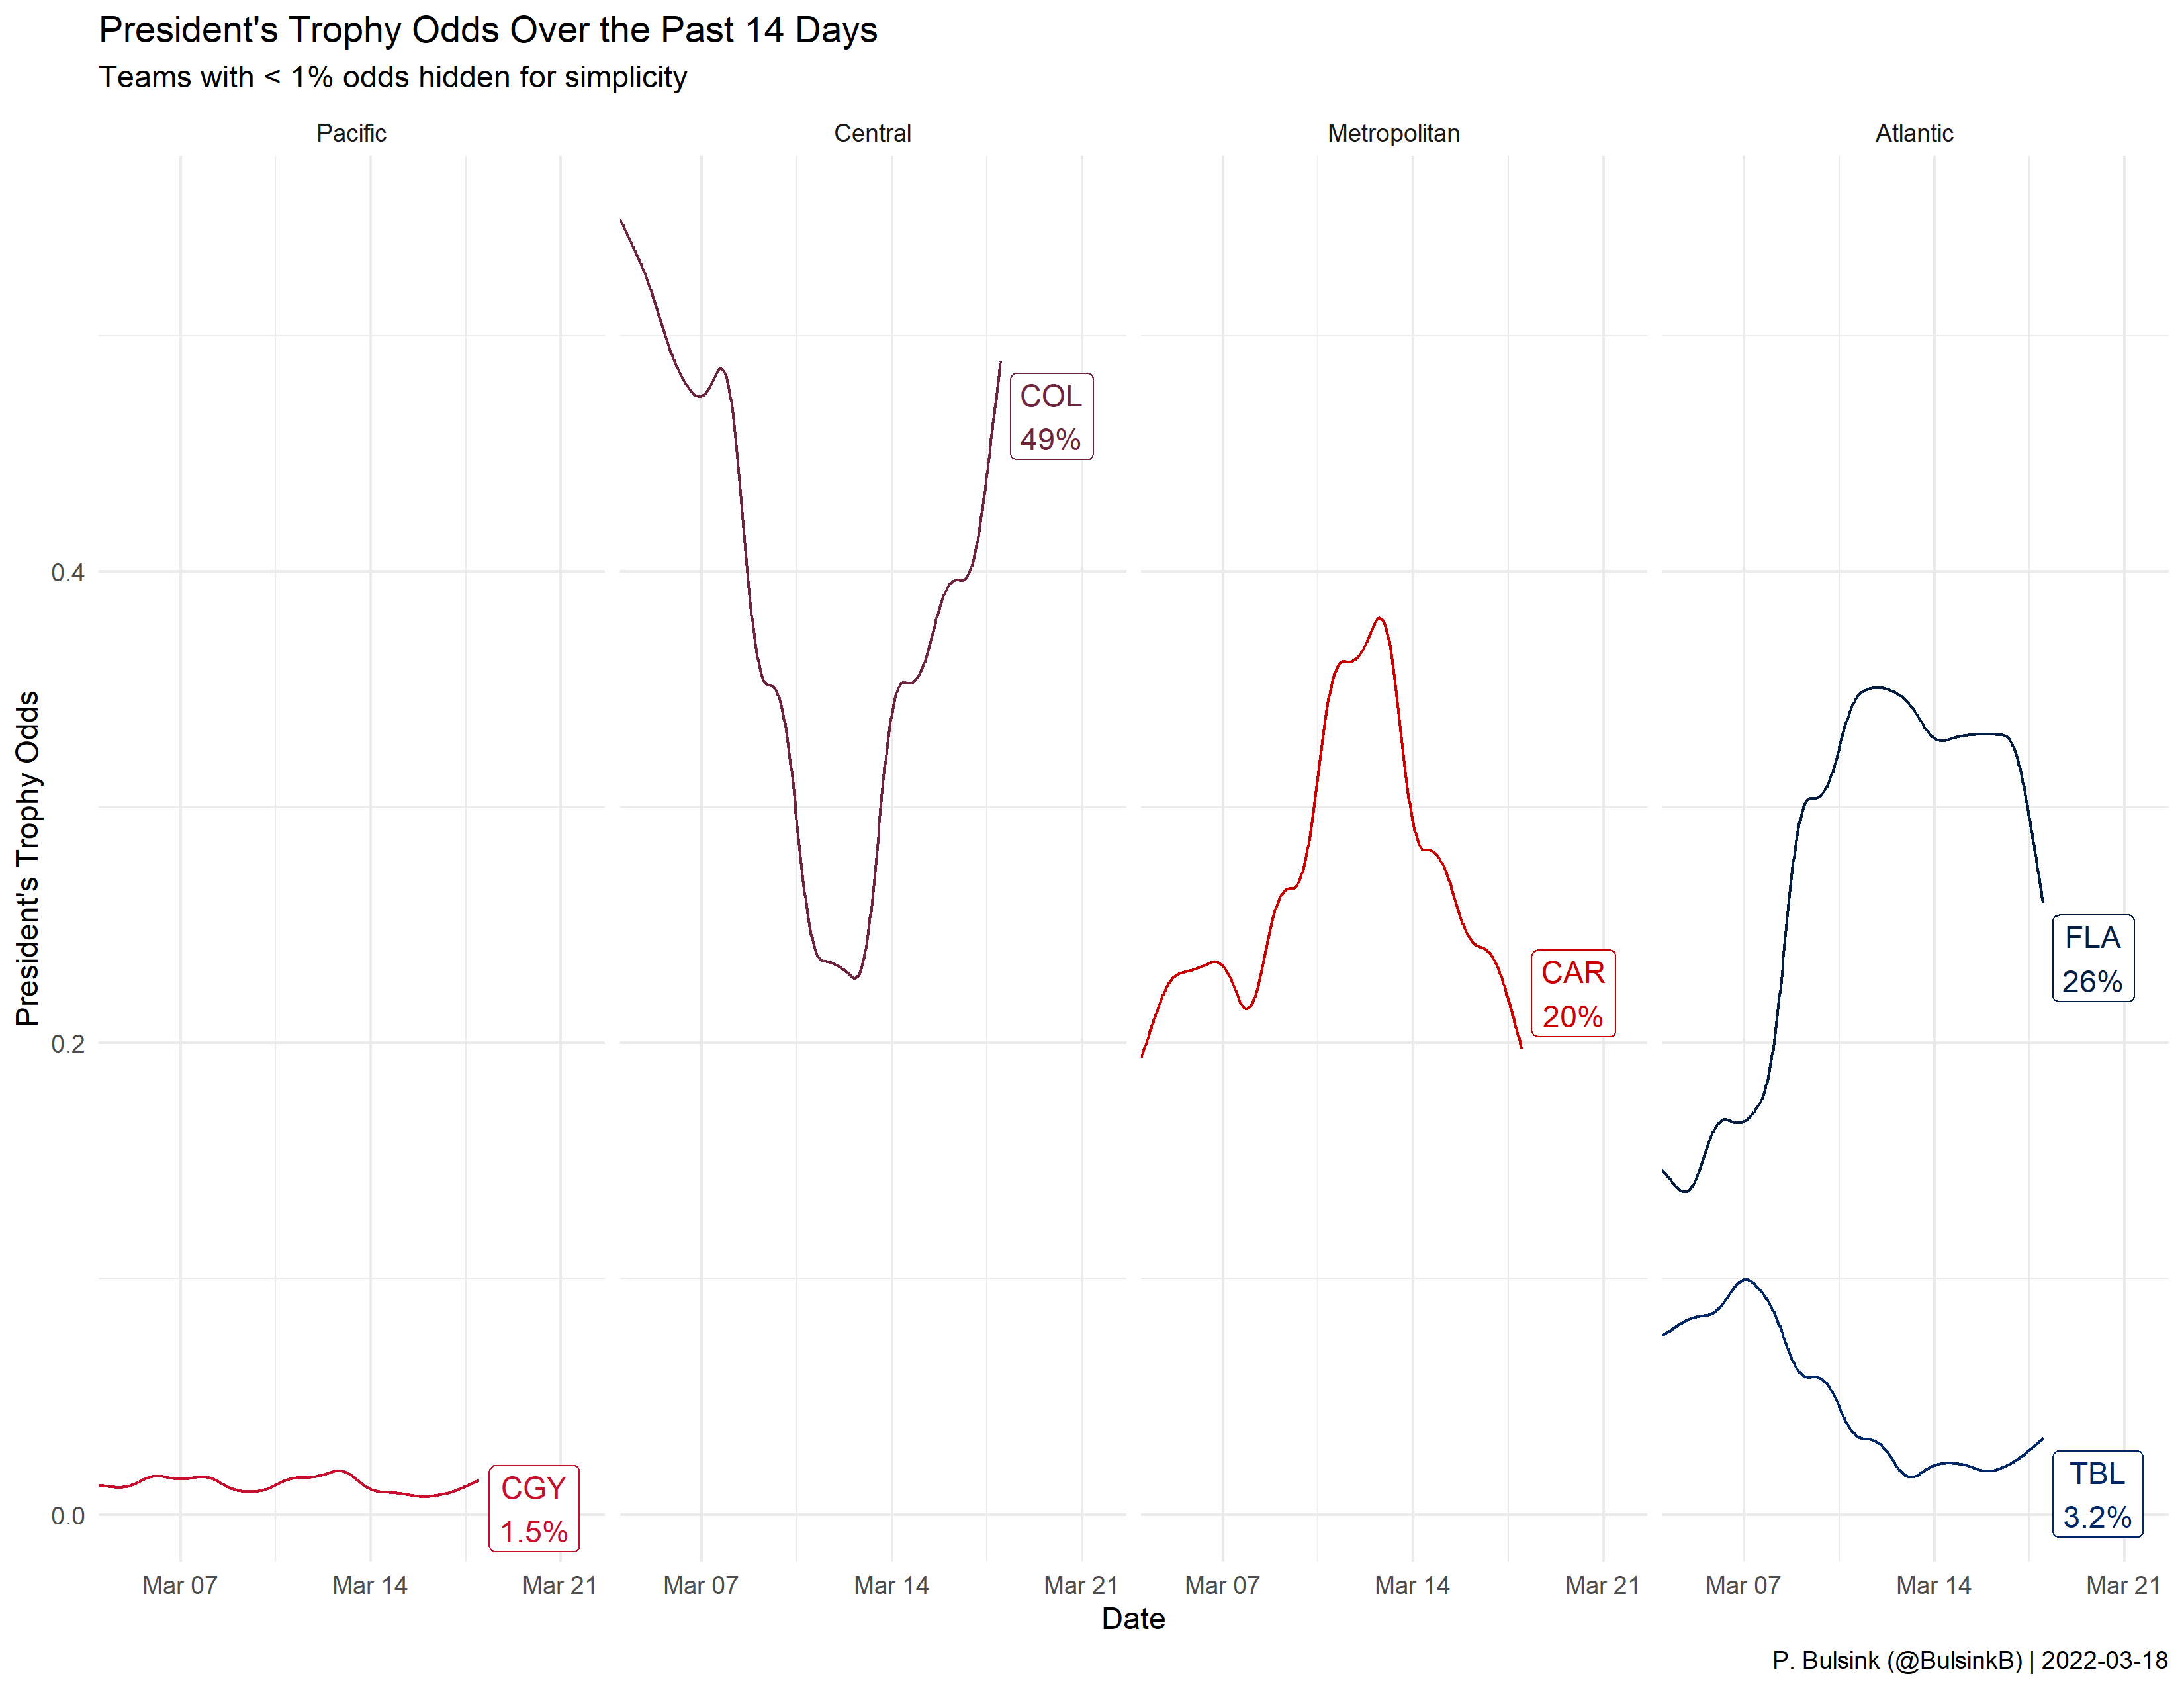 President's Trophy Odds Over the Past 14 Days
Teams with < 1% odds hidden for simplicity
Pacific
Central
Metropolitan
Atlantic
President's Trophy Odds
0.4
0.2
0.0
COL
49%
CAR
20%
FLA
26%
CGY
1.5%
TBL
3.2%
Mar 07
Mar 14
Mar 21
Mar 07
Mar 14
Mar 21
Mar 07
Mar 14
Mar 21
Mar 07
Mar 14
Mar 21
Date
P. Bulsink (@BulsinkB) | 2022-03-18